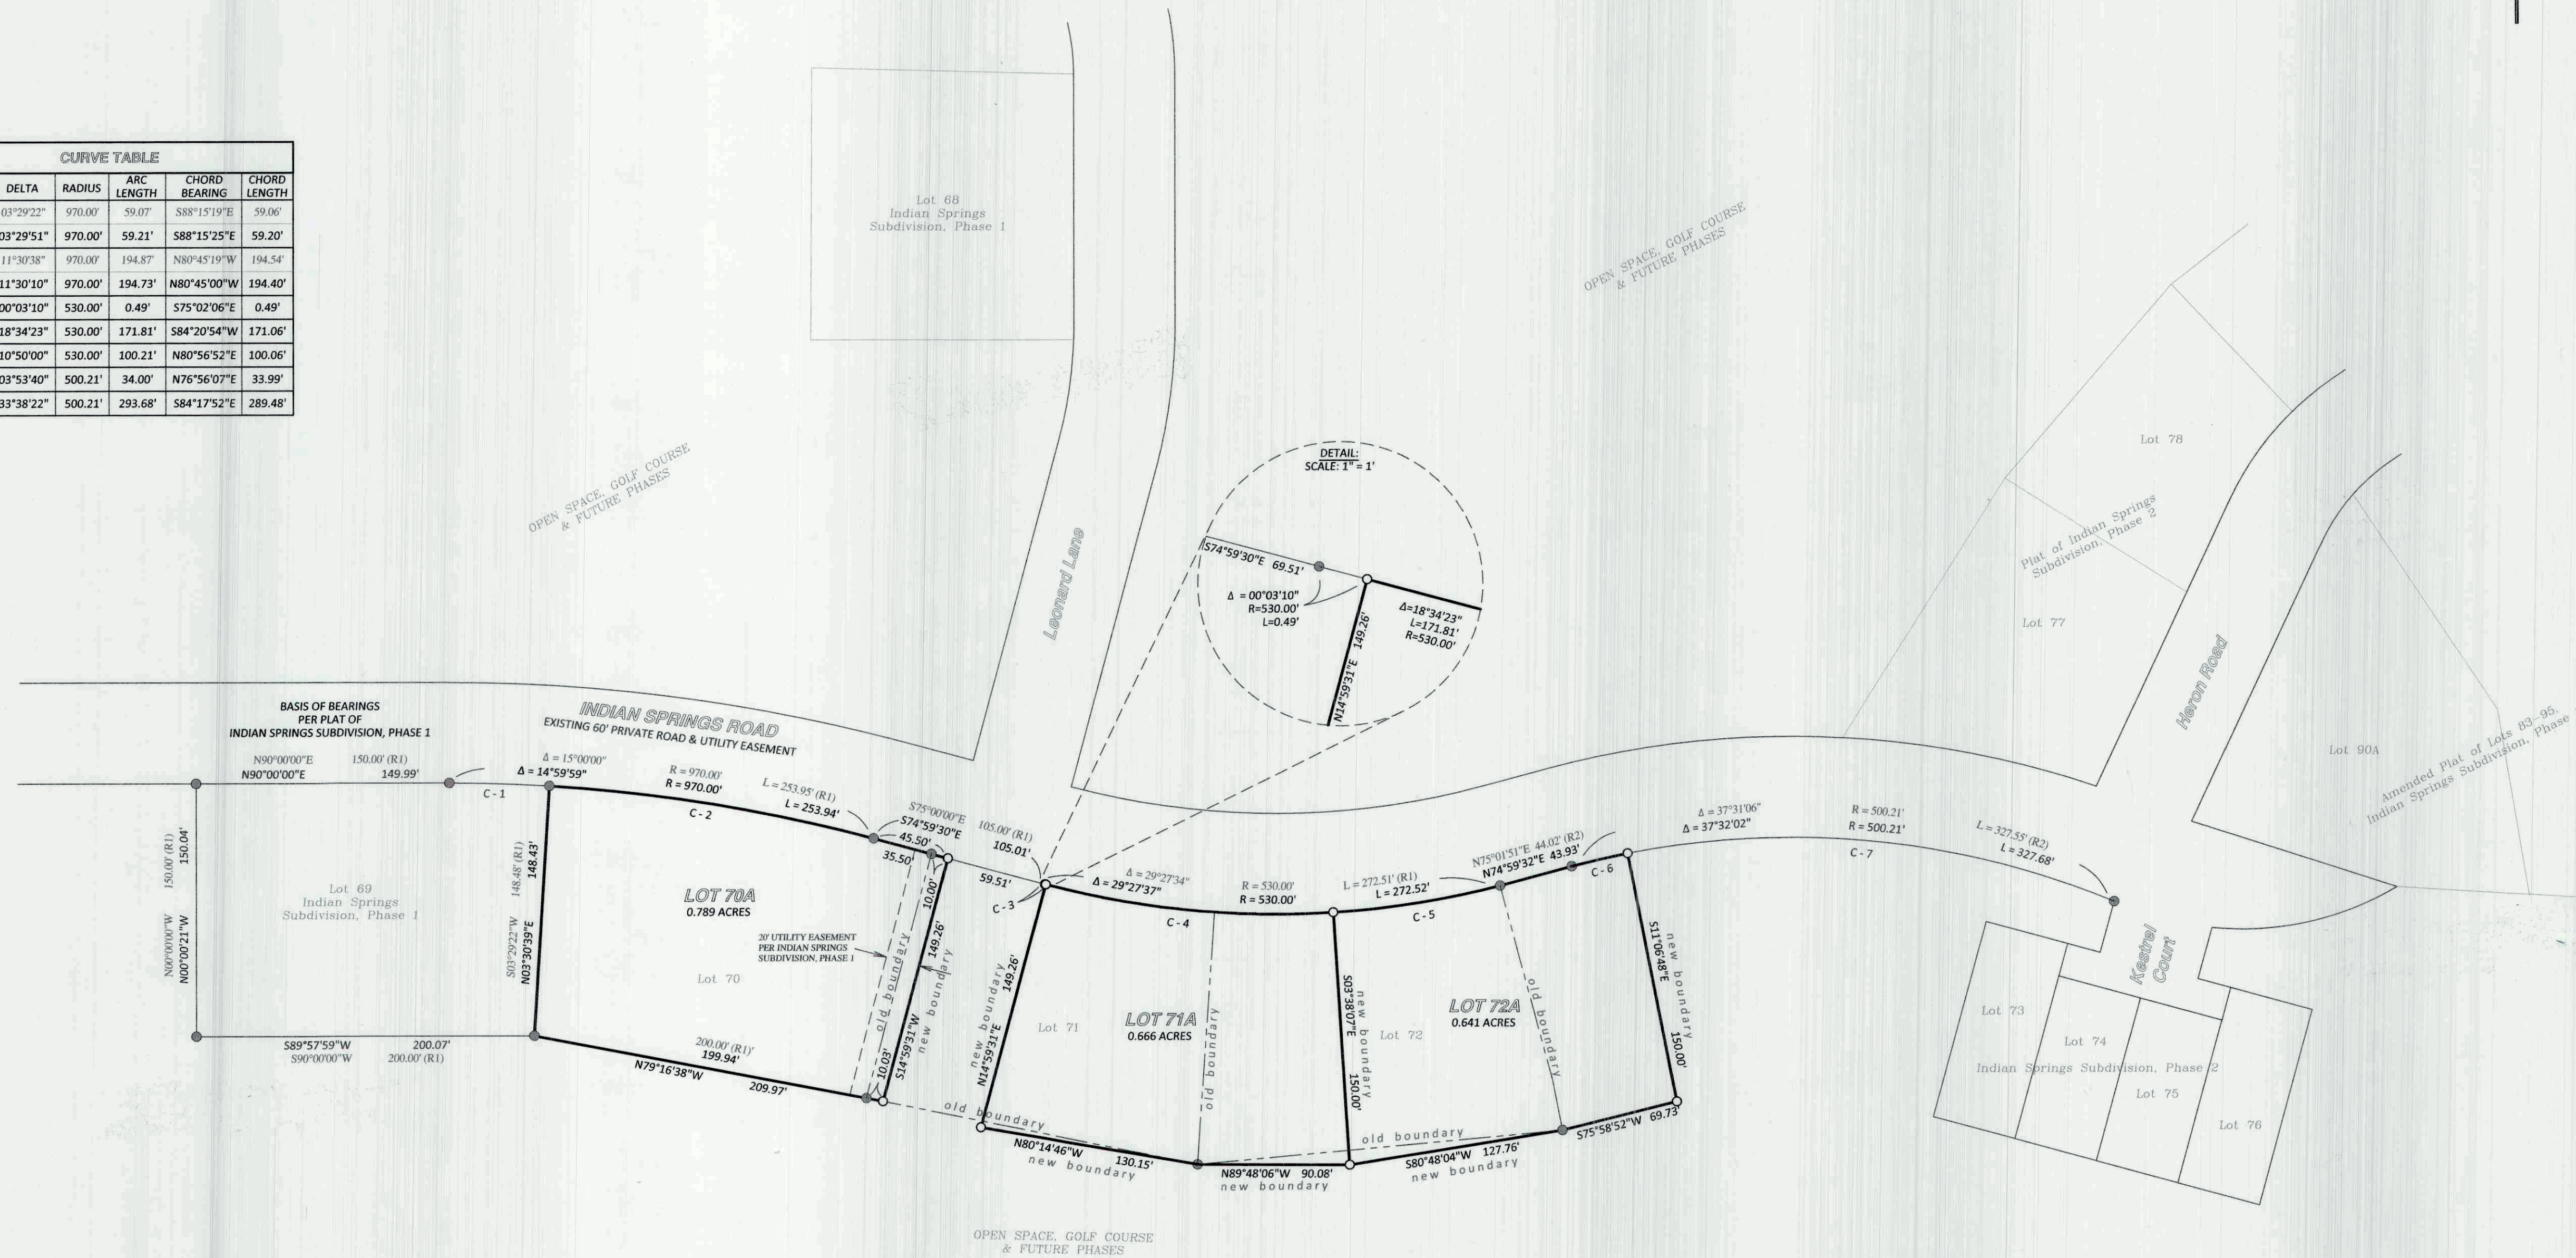 CURVE TABLE
DELTA RADIUS ARC LENGTH CHORD BEARING CHORD LENGTH
03°29'22" 970.00' 59.07' S88°15'19"E 59.06'
03°29'51" 970.00' 59.21' S88°15'25"E 59.20'
11°30'38" 970.00' 194.87' N80°45'19"W 194.54'
11°30'10" 970.00' 194.73' N80°45'00"W 194.40'
00°03'10" 530.00' 0.49' S75°02'06"E 0.49'
18°34'23" 530.00' 171.81' S84°20'54"W 171.06'
10°50'00" 530.00' 100.21' N80°56'52"E 100.06'
03°53'40" 500.21' 34.00' N76°56'07"E 33.99'
33°38'22" 500.21' 293.68' S84°17'52"E 289.48'
Lot 68
Indian Springs
Subdivision, Phase 1
OPEN SPACE, GOLF COURSE
& FUTURE PHASES
OPEN SPACE, GOLF COURSE
& FUTURE PHASES
Leonard Lane
DETAIL:
SCALE: 1" = 1'
S74°59'30"E 69.51'
Δ = 00°03'10"
R=530.00'
L=0.49'
Δ=18°34'23"
L=171.81'
R=530.00'
N14°59'31"E 149.26'
Lot 78
Plat of Indian Springs
Subdivision, Phase 2
Lot 77
Heron Road
Lot 90A
Amended Plat of Lots 83-95,
Indian Springs Subdivision, Phase
BASIS OF BEARINGS
PER PLAT OF
INDIAN SPRINGS SUBDIVISION, PHASE 1
N90°00'00"E 150.00' (R1)
N90°00'00"E 149.99'
INDIAN SPRINGS ROAD
EXISTING 60' PRIVATE ROAD & UTILITY EASEMENT
Δ = 15°00'00"
Δ = 14°59'59"
C-1
R = 970.00'
R = 970.00'
C-2
L = 253.95' (R1)
L = 253.94'
S75°00'00"E 105.00' (R1)
S74°59'30"E 105.01'
45.50'
35.50'
10.00'
59.51'
C-3
Δ = 29°27'34"
Δ = 29°27'37"
R = 530.00'
R = 530.00'
C-4
L = 272.51' (R1)
L = 272.52'
C-5
N75°01'51"E 44.02' (R2)
N74°59'32"E 43.93'
C-6
Δ = 37°31'06"
Δ = 37°32'02"
R = 500.21'
R = 500.21'
C-7
L = 327.55' (R2)
L = 327.68'
N00°00'00"W 150.00' (R1)
N00°00'21"W 150.04'
Lot 69
Indian Springs
Subdivision, Phase 1
S03°29'22"W 148.48' (R1)
N03°30'39"E 148.43'
LOT 70A
0.789 ACRES
Lot 70
20' UTILITY EASEMENT
PER INDIAN SPRINGS
SUBDIVISION, PHASE 1
old boundary
S14°59'31"W 149.26'
new boundary
10.03'
new boundary
N14°59'31"E 149.26'
Lot 71
LOT 71A
0.666 ACRES
old boundary
S03°38'07"E 150.00'
new boundary
Lot 72
LOT 72A
0.641 ACRES
old boundary
S11°06'48"E 150.00'
new boundary
S89°57'59"W 200.07'
S90°00'00"W 200.00' (R1)
200.00' (R1)'
199.94'
N79°16'38"W 209.97'
old boundary
N80°14'46"W 130.15'
new boundary
N89°48'06"W 90.08'
new boundary
old boundary
S80°48'04"W 127.76'
new boundary
S75°58'52"W 69.73'
Kestrel
Court
Lot 73
Lot 74
Indian Springs Subdivision, Phase 2
Lot 75
Lot 76
OPEN SPACE, GOLF COURSE
& FUTURE PHASES